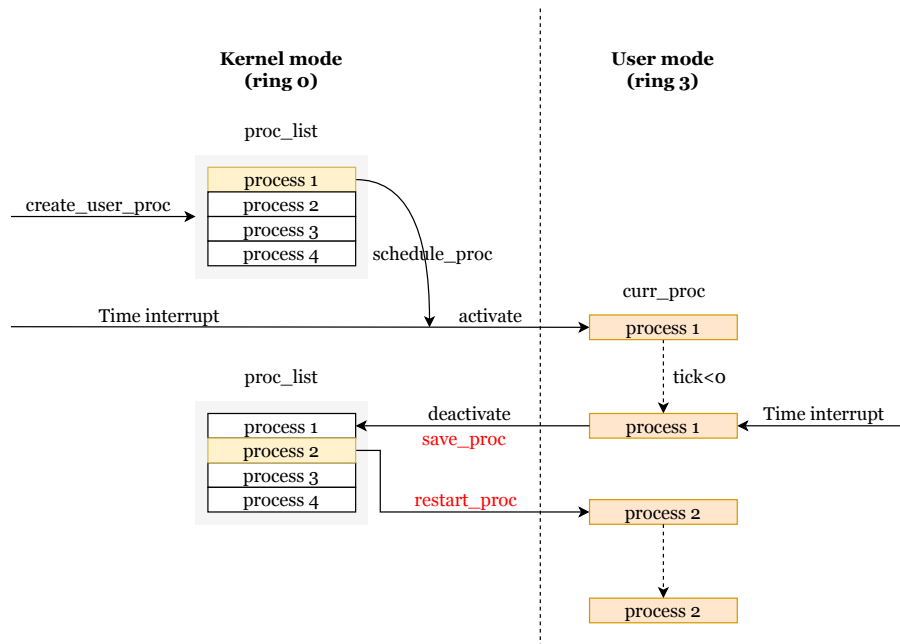 Kernel mode
(ring 0)
User mode
(ring 3)
proc_list
process 1
process 2
process 3
process 4
create_user_proc
schedule_proc
curr_proc
Time interrupt
activate
process 1
tick<0
proc_list
process 1
process 2
process 3
process 4
deactivate
save_proc
process 1
Time interrupt
restart_proc
process 2
process 2